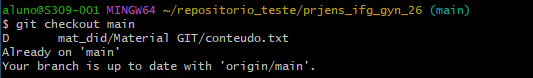 aluno@S309-001 MINGW64 ~/repositorio_teste/prjens_ifg_gyn_26 (main)
$ git checkout main
D       mat_did/Material GIT/conteudo.txt
Already on 'main'
Your branch is up to date with 'origin/main'.